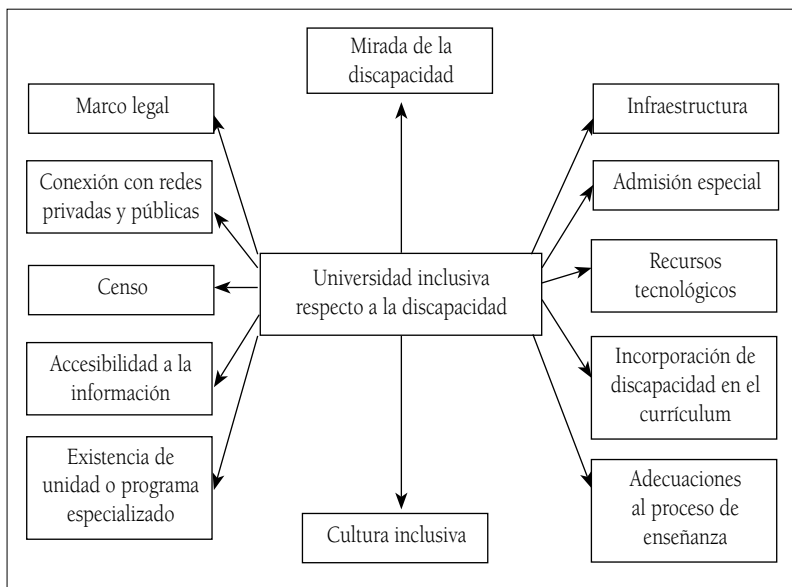 Mirada de la
discapacidad
Marco legal
Conexión con redes
privadas y públicas
Censo
Accesibilidad a la
información
Existencia de
unidad o programa
especializado
Universidad inclusiva
respecto a la discapacidad
Cultura inclusiva
Infraestructura
Admisión especial
Recursos
tecnológicos
Incorporación de
discapacidad en el
currículum
Adecuaciones
al proceso de
enseñanza